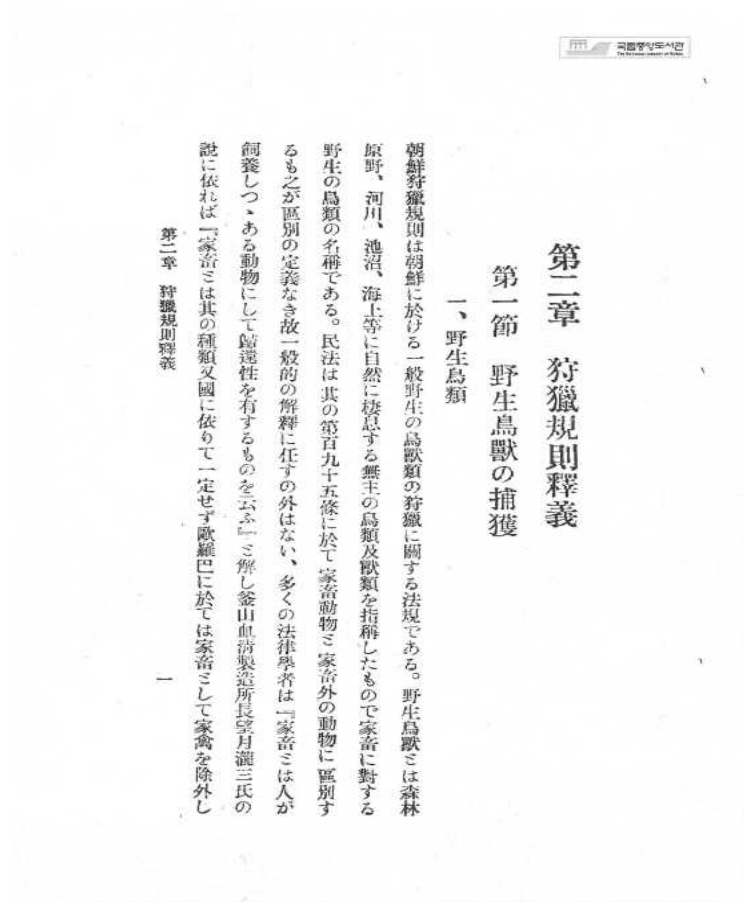 국립중앙도서관
The National Library of Korea
第二章　狩獵規則釋義
第一節　野生鳥獸の捕獲
一、野生鳥類
朝鮮狩獵規則は朝鮮に於ける一般野生の鳥獸類の狩獵に關する法規である。野生鳥獸とは森林
原野、河川、池沼、海上等に自然に棲息する無主の鳥類及獸類を指稱したもので家畜に對する
野生の鳥類の名稱である。民法は其の第百九十五條に於て家畜動物と家畜外の動物に區別す
るも之が區別の定義なき故一般的の解釋に任すの外はない、多くの法律學者は『家畜とは人が
飼養しつゝある動物にして歸還性を有するものを云ふ』と解し釜山血淸製造所長望月瀧三氏の
說に依れば『家畜とは其の種類又國に依りて一定せず歐羅巴に於ては家畜として家禽を除外し
第二章　狩獵規則釋義
一